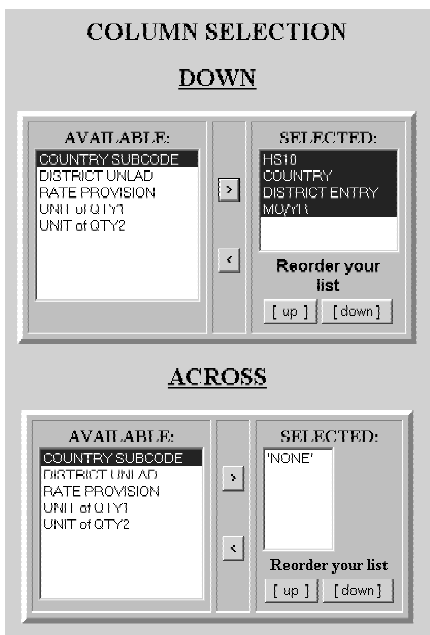 COLUMN SELECTION
DOWN
AVAILABLE:
COUNTRY SUBCODE
DISTRICT UNLAD
RATE PROVISION
UNIT of QTY1
UNIT of QTY2
>
<
SELECTED:
HS10
COUNTRY
DISTRICT ENTRY
MO/YR
Reorder your
list
[ up ] [down]
ACROSS
AVAILABLE:
COUNTRY SUBCODE
DISTRICT UNLAD
RATE PROVISION
UNIT of QTY1
UNIT of QTY2
>
<
SELECTED:
'NONE'
Reorder your list
[ up ] [down]